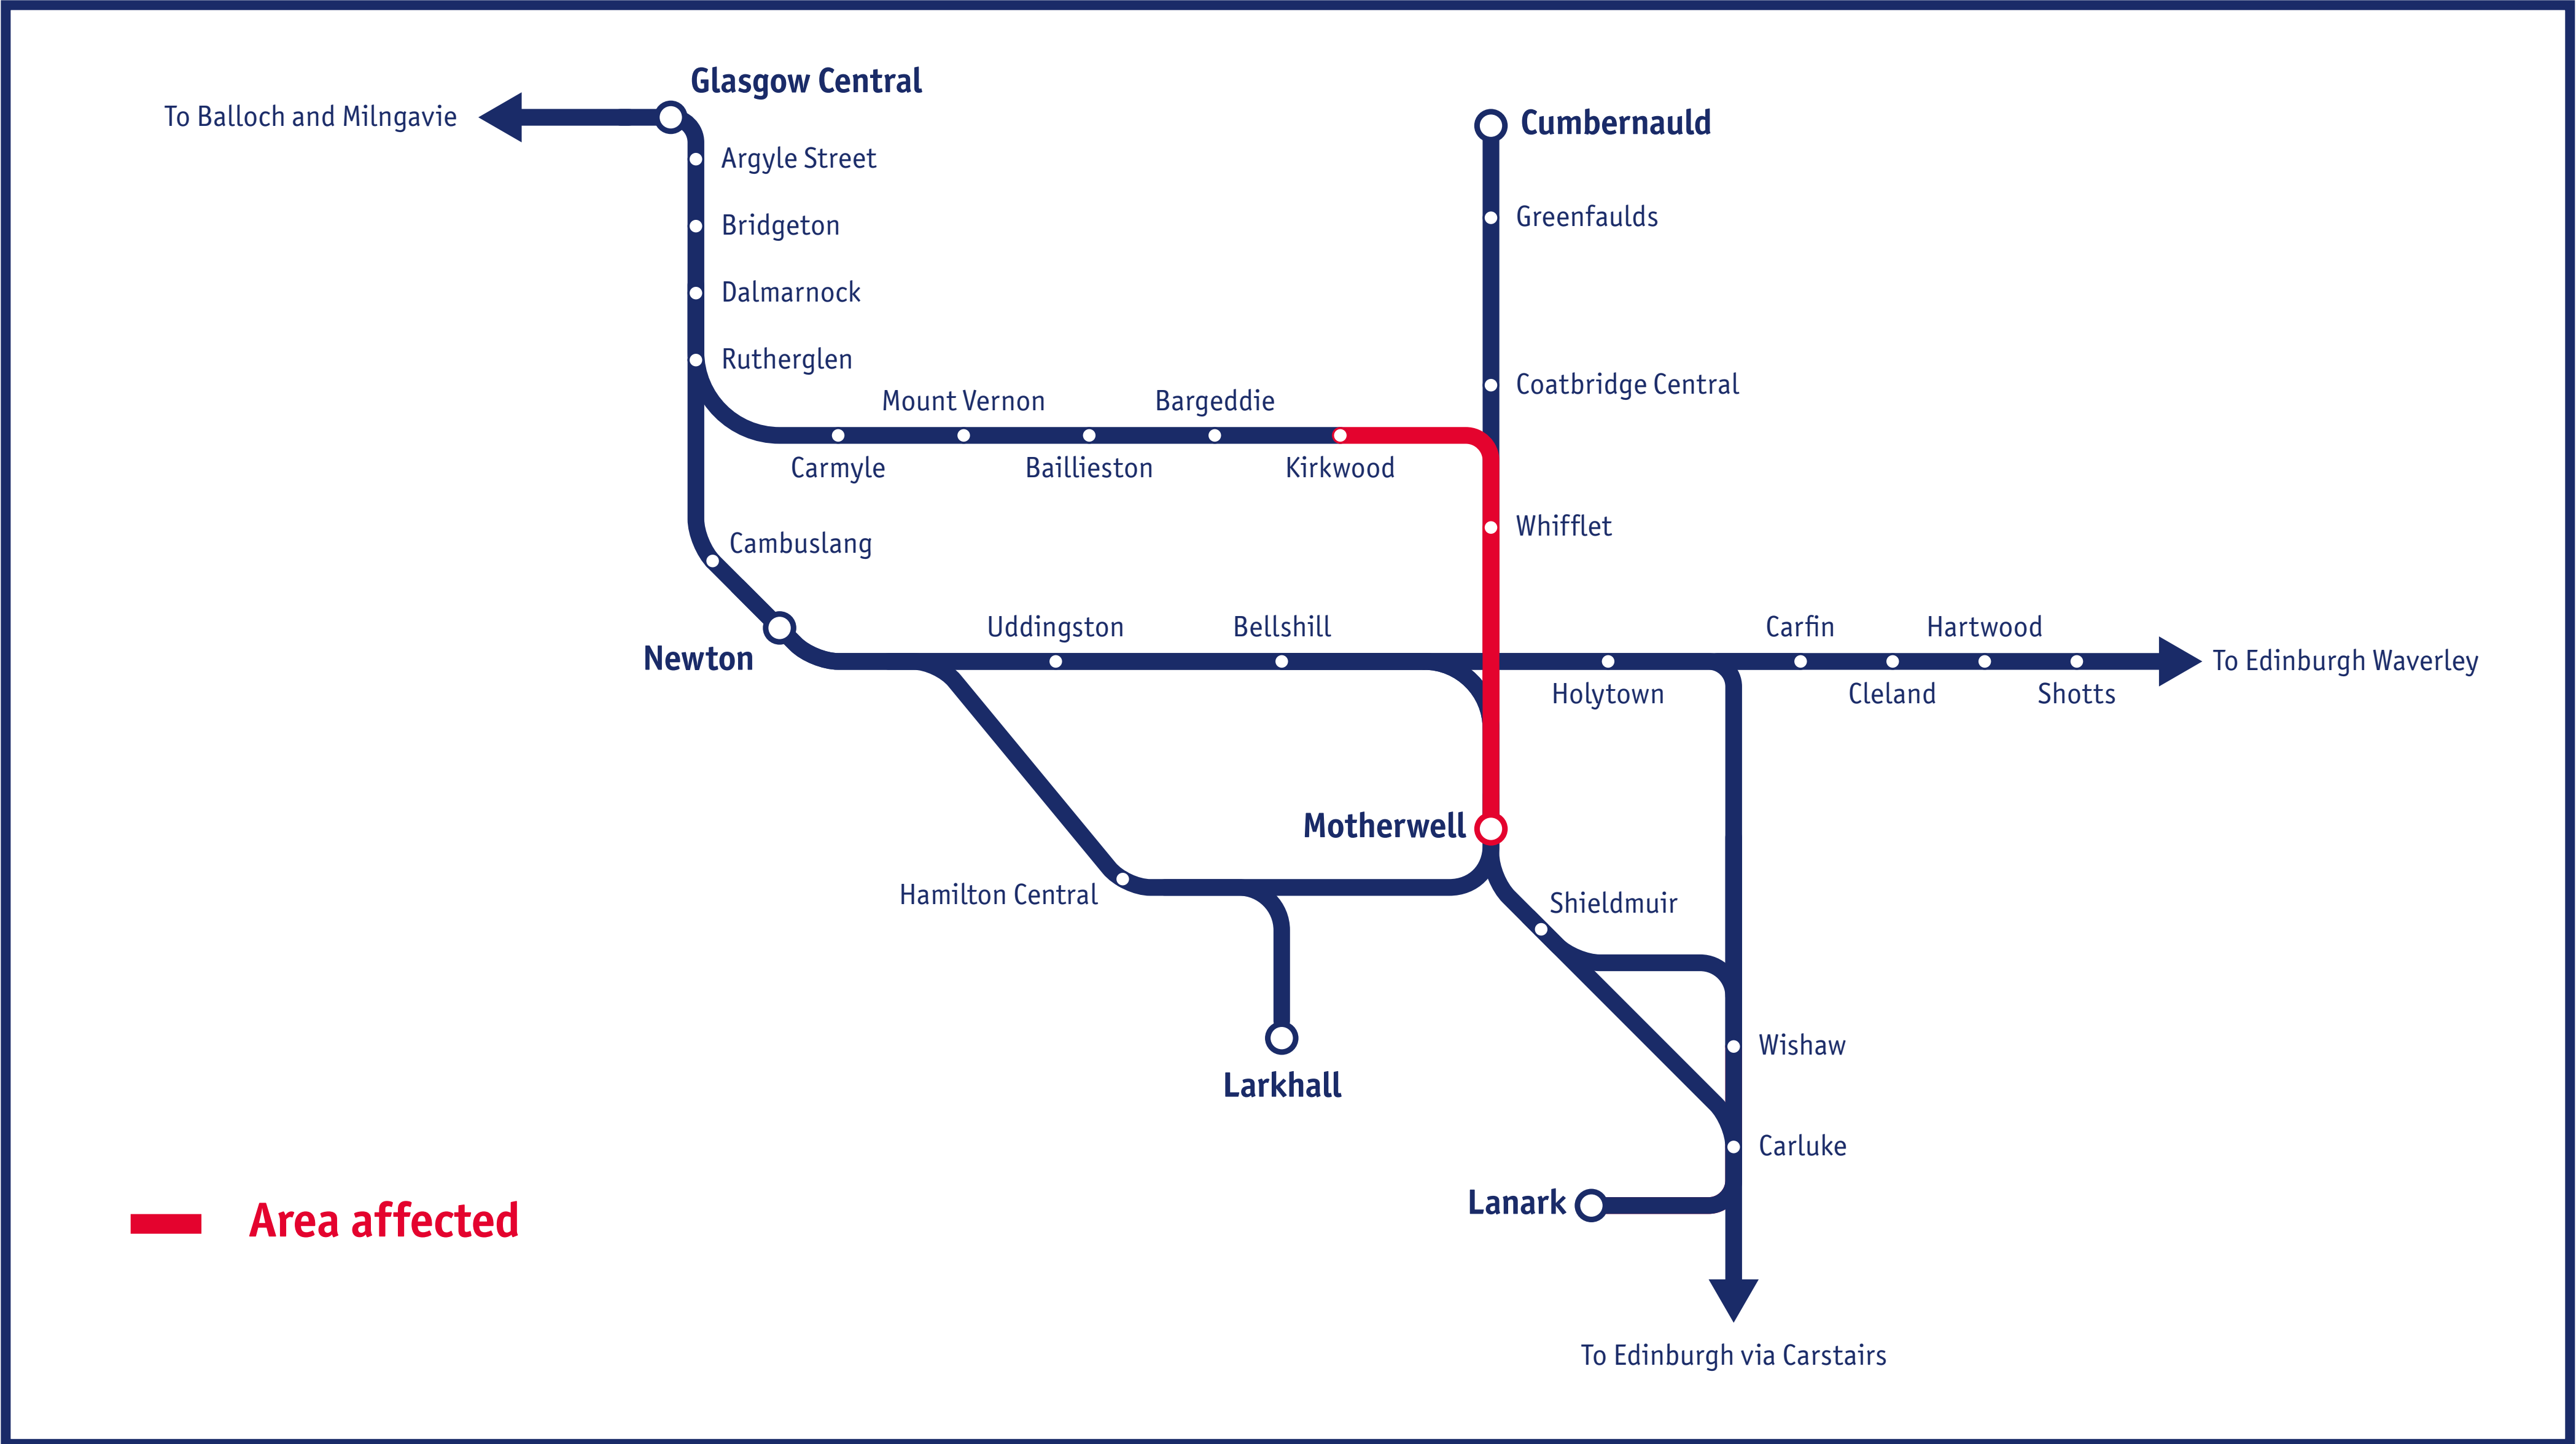 Glasgow Central
To Balloch and Milngavie
Cumbernauld
Argyle Street
Greenfaulds
Bridgeton
Dalmarnock
Rutherglen
Coatbridge Central
Mount Vernon
Bargeddie
Carmyle
Baillieston
Kirkwood
Whifflet
Cambuslang
Uddingston
Bellshill
Carfin
Hartwood
Newton
To Edinburgh Waverley
Holytown
Cleland
Shotts
Motherwell
Hamilton Central
Shieldmuir
Wishaw
Larkhall
Carluke
Lanark
Area affected
To Edinburgh via Carstairs